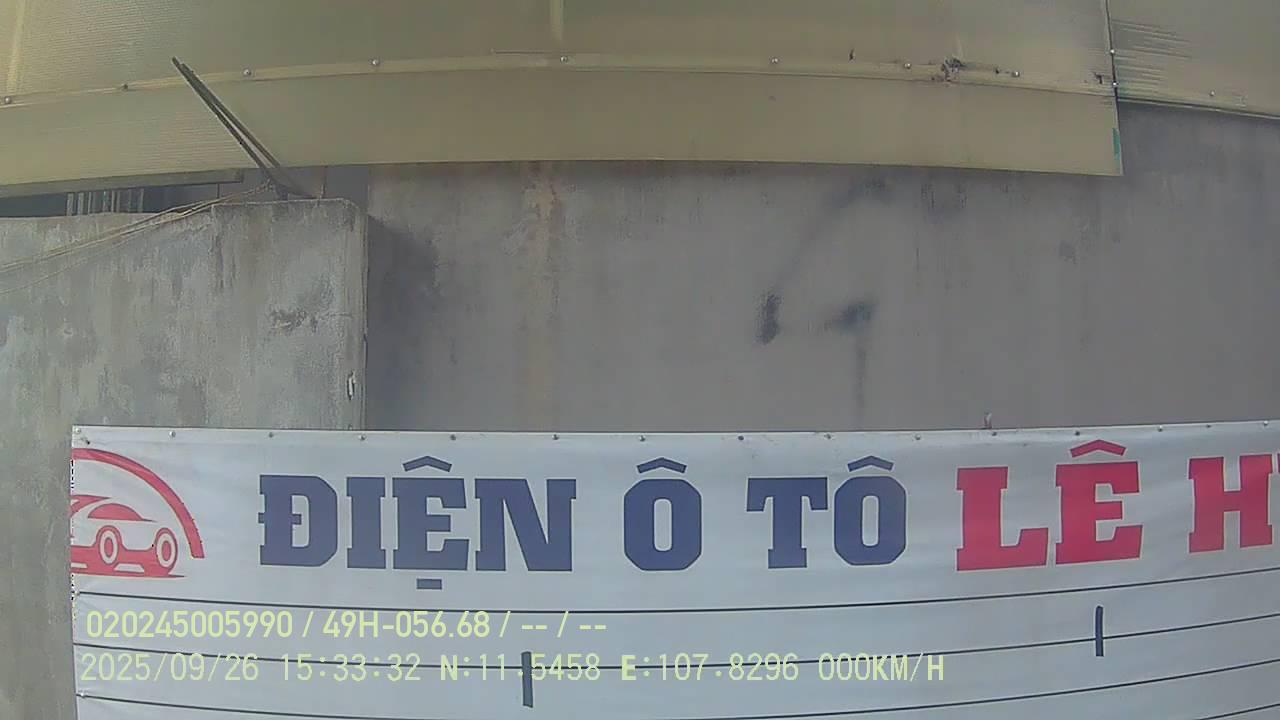 ĐIỆN Ô TÔ LÊ
020245005990 / 49H-056.68 / -- / --
2025/09/26 15:33:32 N:11.5458 E:107.8296 000KM/H